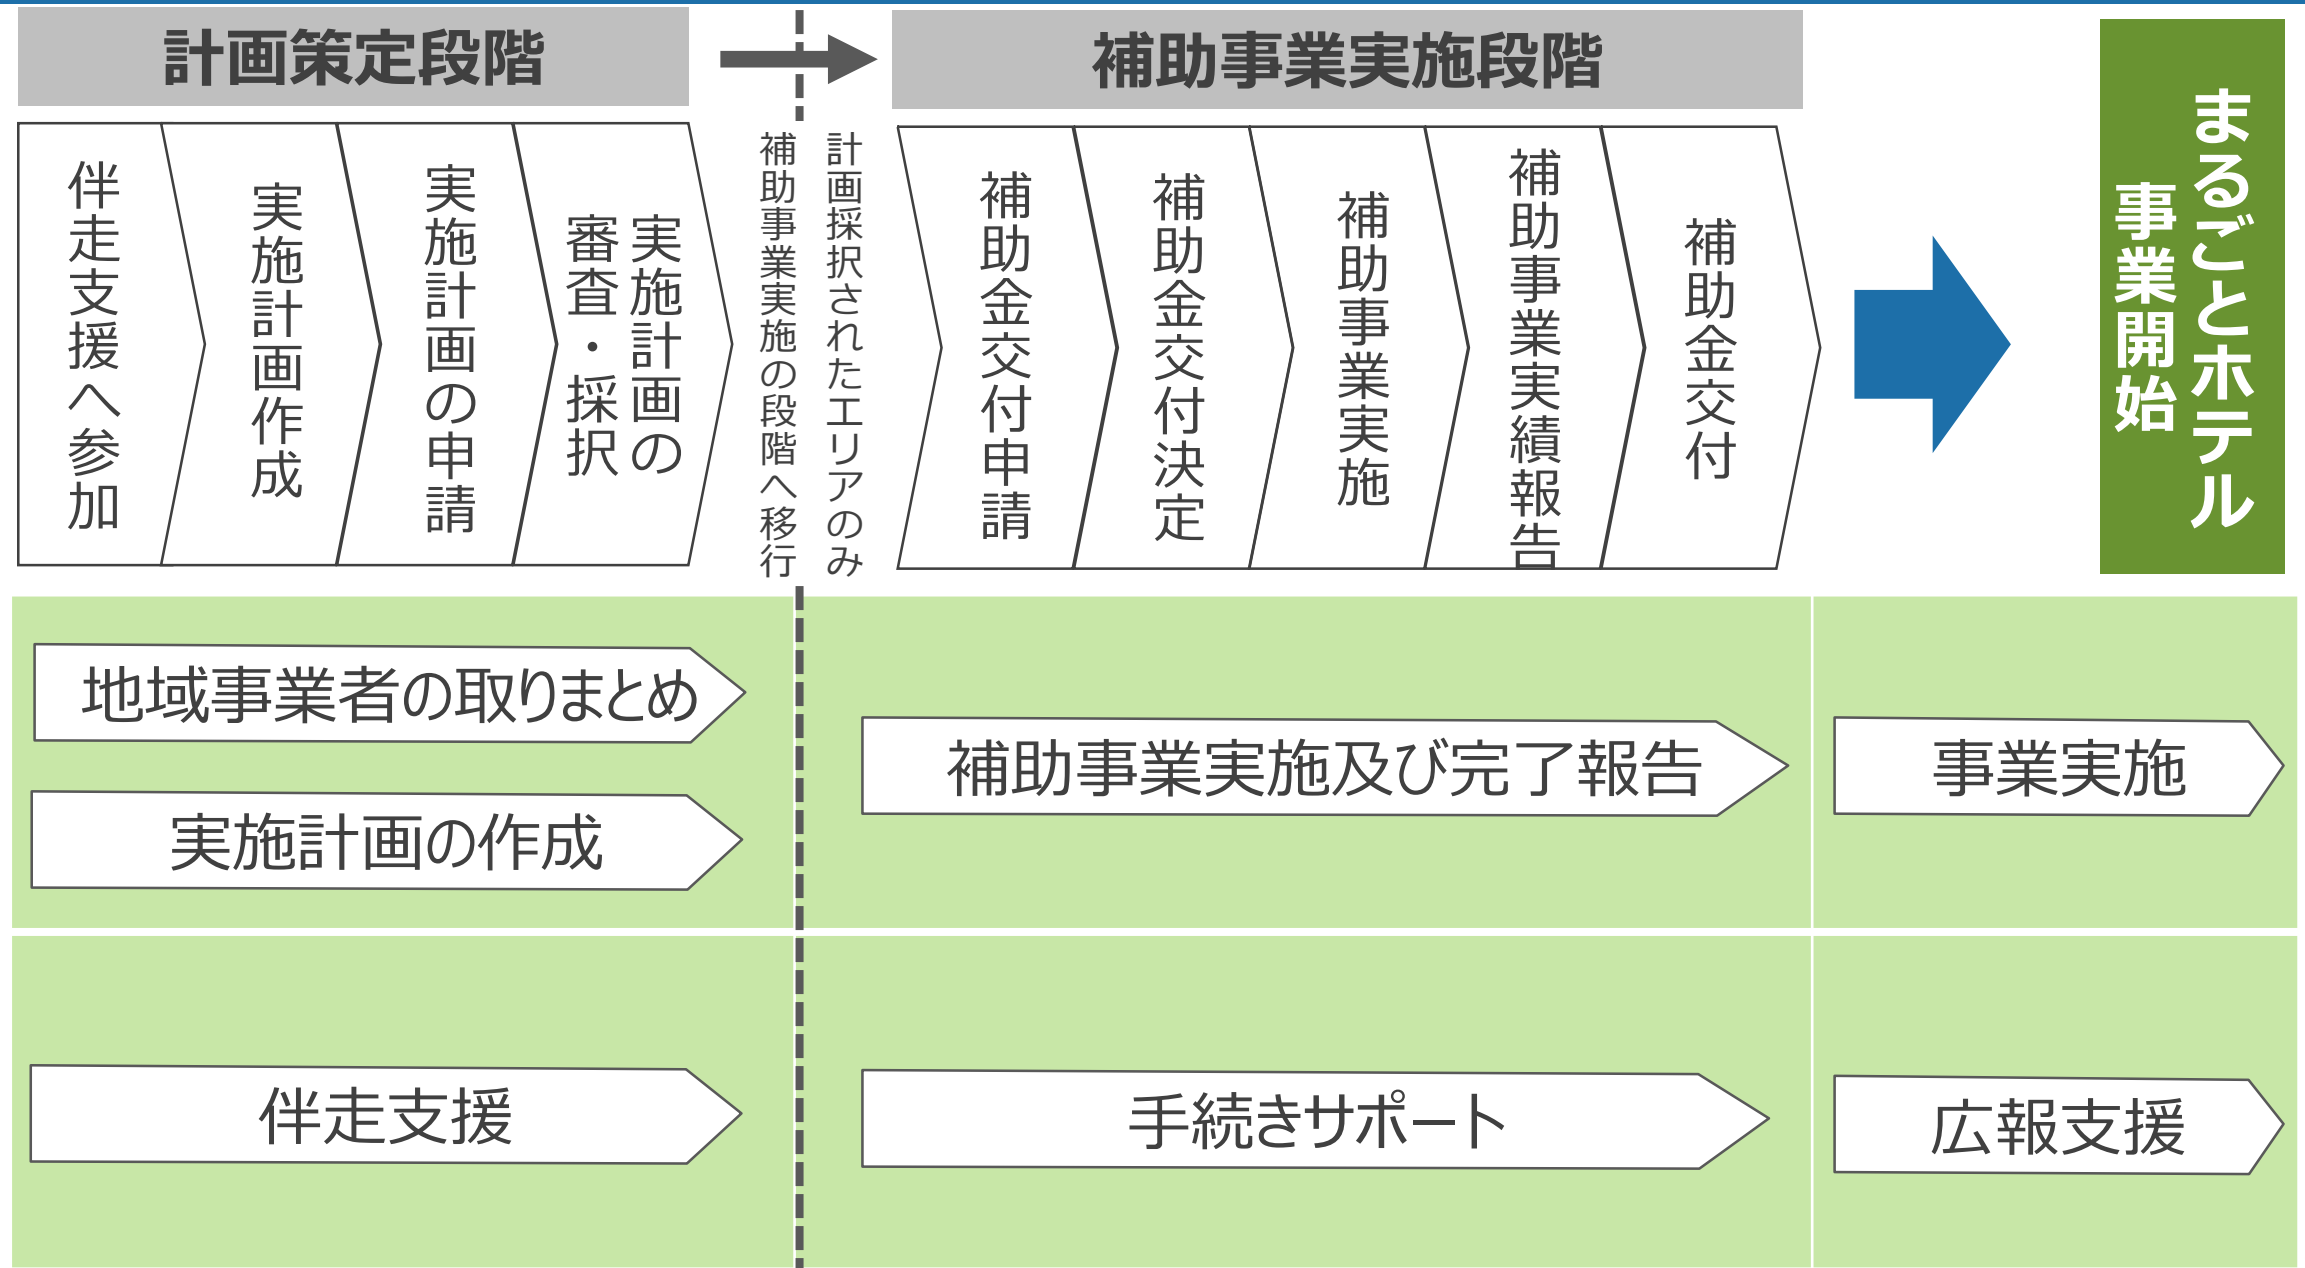 計画策定段階
補助事業実施段階
伴走支援へ参加
実施計画作成
実施計画の申請
実施計画の
審査・採択
計画採択されたエリアのみ
補助事業実施の段階へ移行
補助金交付申請
補助金交付決定
補助事業実施
補助事業実績報告
補助金交付
まるごとホテル
事業開始
地域事業者の取りまとめ
実施計画の作成
補助事業実施及び完了報告
事業実施
伴走支援
手続きサポート
広報支援